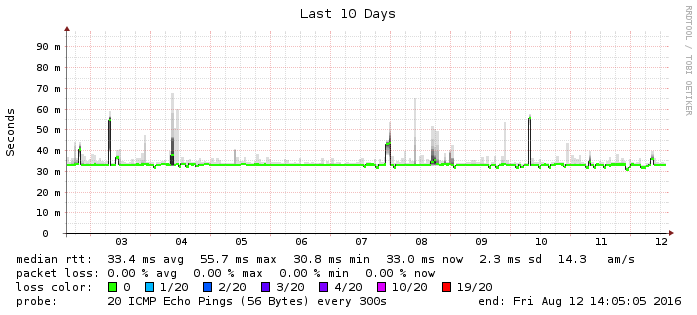 Last 10 Days
RRDTOOL / TOBI OETIKER
Seconds
90 m
80 m
70 m
60 m
50 m
40 m
30 m
20 m
10 m
0
03 04 05 06 07 08 09 10 11 12
median rtt: 33.4 ms avg 55.7 ms max 30.8 ms min 33.0 ms now 2.3 ms sd 14.3 am/s
packet loss: 0.00 % avg 0.00 % max 0.00 % min 0.00 % now
loss color: 0 1/20 2/20 3/20 4/20 10/20 19/20
probe: 20 ICMP Echo Pings (56 Bytes) every 300s end: Fri Aug 12 14:05:05 2016